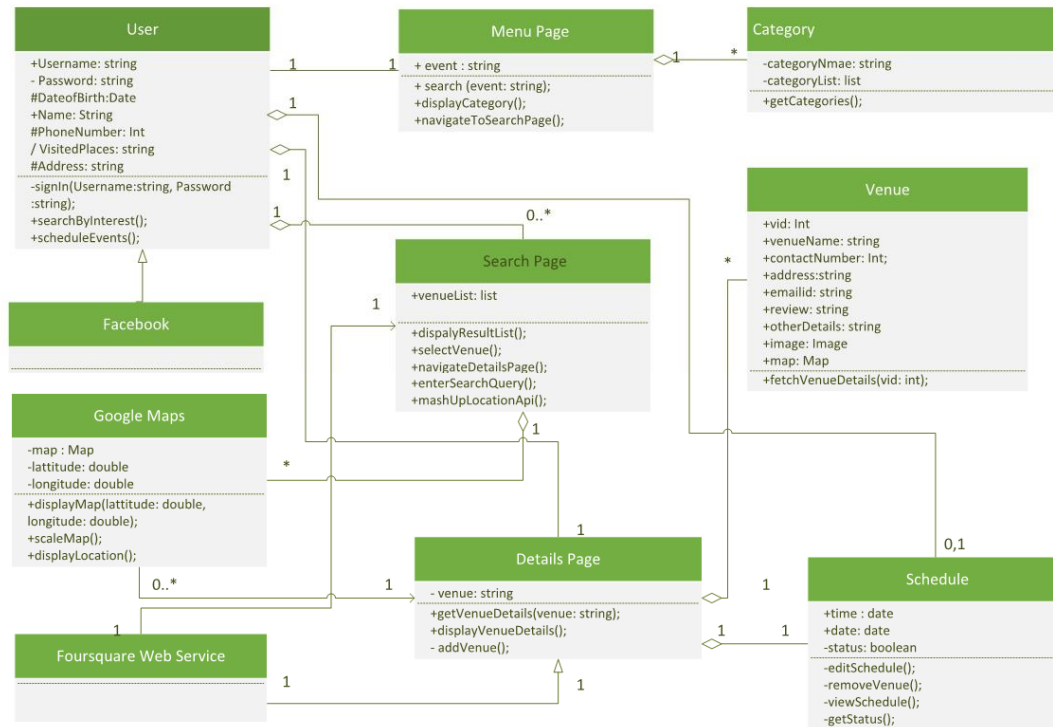 User
+Username: string
- Password: string
#DateofBirth:Date
+Name: String
#PhoneNumber: Int
/ VisitedPlaces: string
#Address: string
-signIn(Username:string, Password
:string);
+searchByInterest();
+scheduleEvents();
1
1
1
1
1
Menu Page
+ event : string
+ search (event: string);
+displayCategory();
+navigateToSearchPage();
1
*
Category
-categoryNmae: string
-categoryList: list
+getCategories();
Venue
+vid: Int
+venueName: string
+contactNumber: Int;
+address:string
+emailid: string
+review: string
+otherDetails: string
+image: Image
+map: Map
+fetchVenueDetails(vid: int);
*
0..*
Search Page
+venueList: list
+dispalyResultList();
+selectVenue();
+navigateDetailsPage();
+enterSearchQuery();
+mashUpLocationApi();
1
1
Facebook
Google Maps
-map : Map
-lattitude: double
-longitude: double
+displayMap(lattitude: double,
longitude: double);
+scaleMap();
+displayLocation();
*
0..*
1
1
Details Page
- venue: string
+getVenueDetails(venue: string);
+displayVenueDetails();
- addVenue();
1
1
1
0,1
Schedule
+time : date
+date: date
-status: boolean
-editSchedule();
-removeVenue();
-viewSchedule();
-getStatus();
1
Foursquare Web Service
1
1